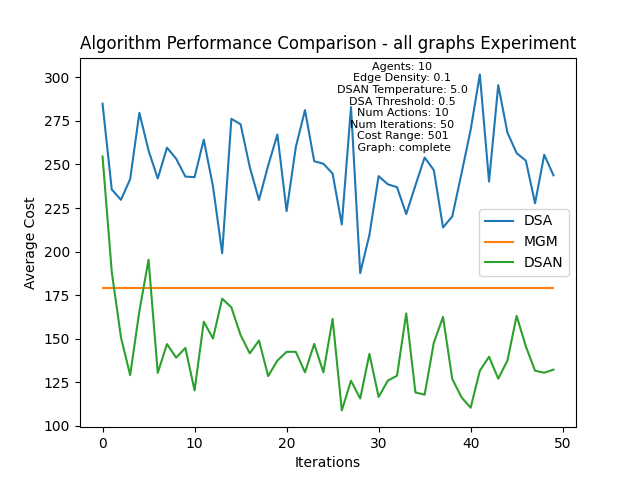 Algorithm Performance Comparison - all graphs Experiment
Agents: 10
Edge Density: 0.1
DSAN Temperature: 5.0
DSA Threshold: 0.5
Num Actions: 10
Num Iterations: 50
Cost Range: 501
Graph: complete
300
275
250
225
200
175
150
125
100
Average Cost
DSA
MGM
DSAN
0
10
20
30
40
50
Iterations